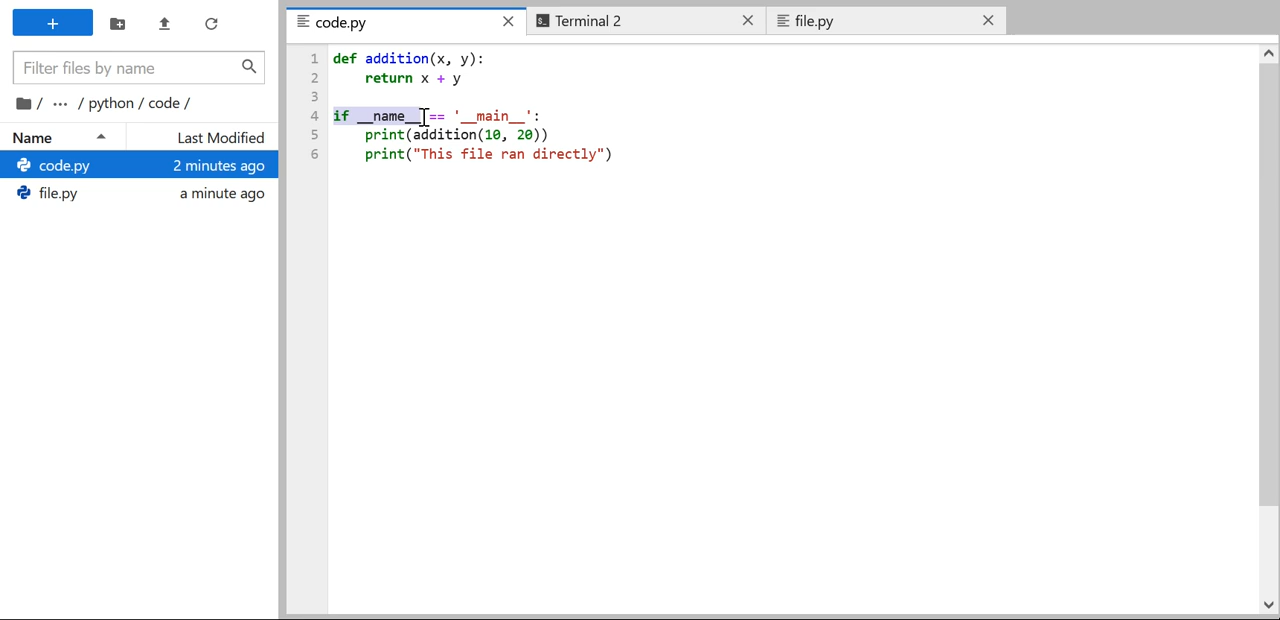 +
Filter files by name
/ ··· / python / code /
Name Last Modified
code.py 2 minutes ago
file.py a minute ago
code.py
Terminal 2
file.py
1 def addition(x, y):
2 return x + y
3
4 if __name__ == '__main__':
5 print(addition(10, 20))
6 print("This file ran directly")